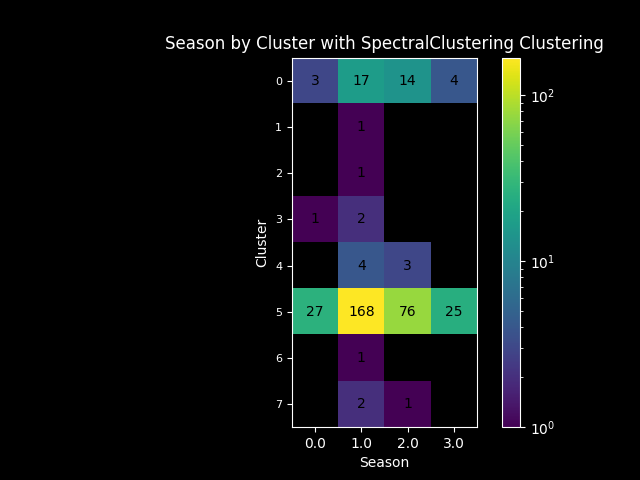 Season by Cluster with SpectralClustering Clustering
0 3 17 14 4
1 1
2 1
3 1 2
4 4 3
5 27 168 76 25
6 1
7 2 1
0.0 1.0 2.0 3.0
Season
Cluster
10²
10¹
10⁰